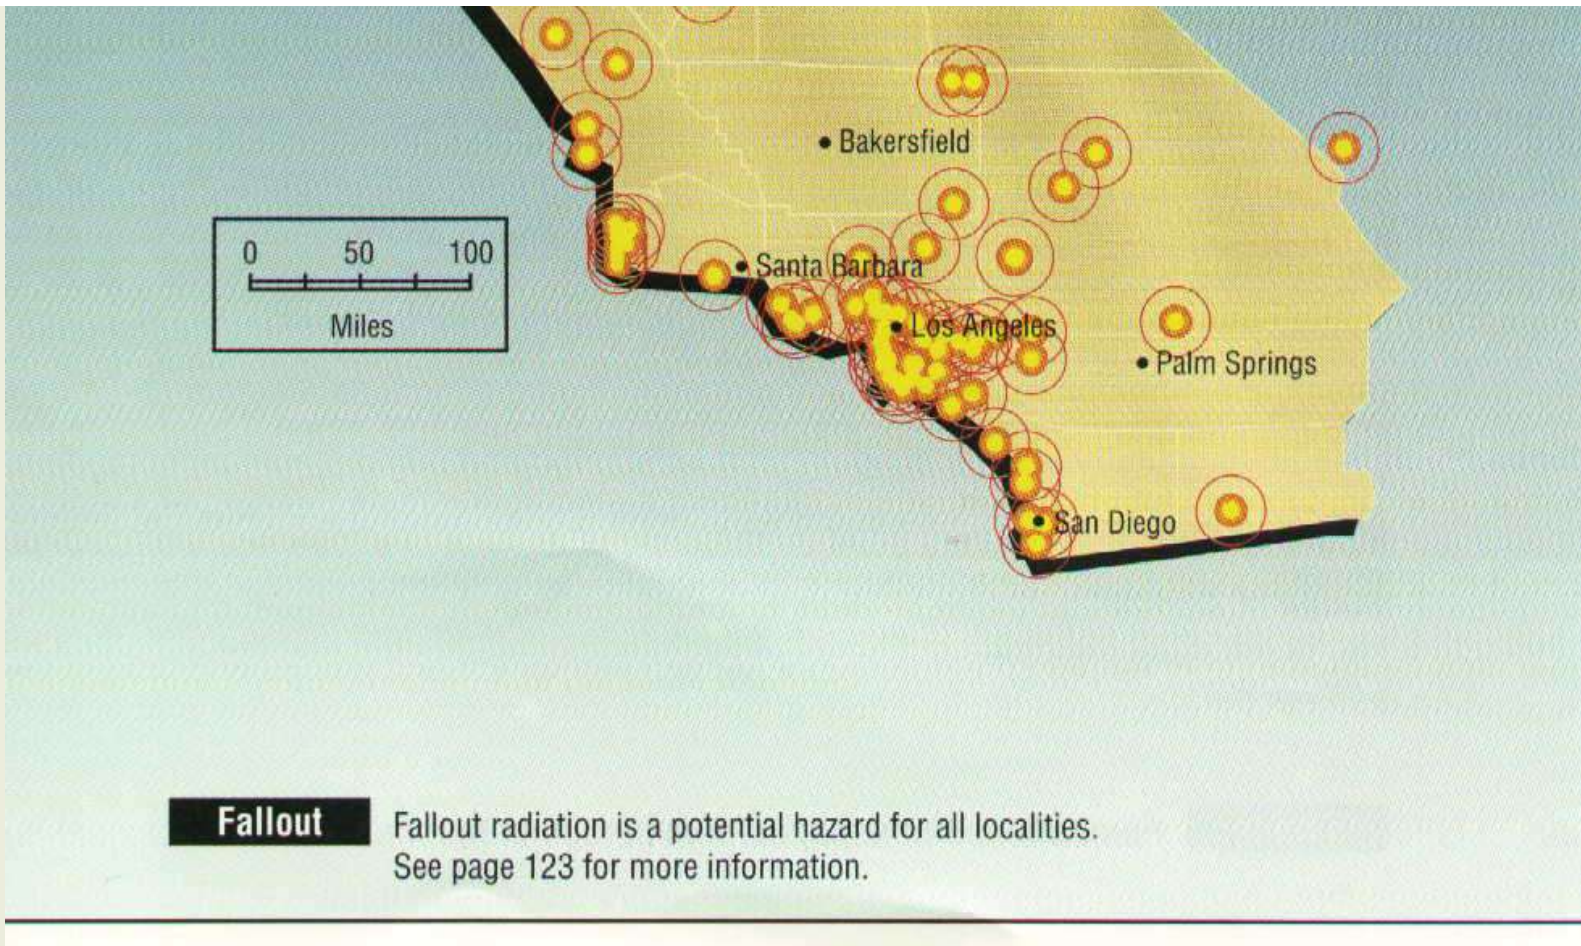 Bakersfield
0 50 100
Miles
Santa Barbara
Los Angeles
Palm Springs
San Diego
Fallout
Fallout radiation is a potential hazard for all localities.
See page 123 for more information.